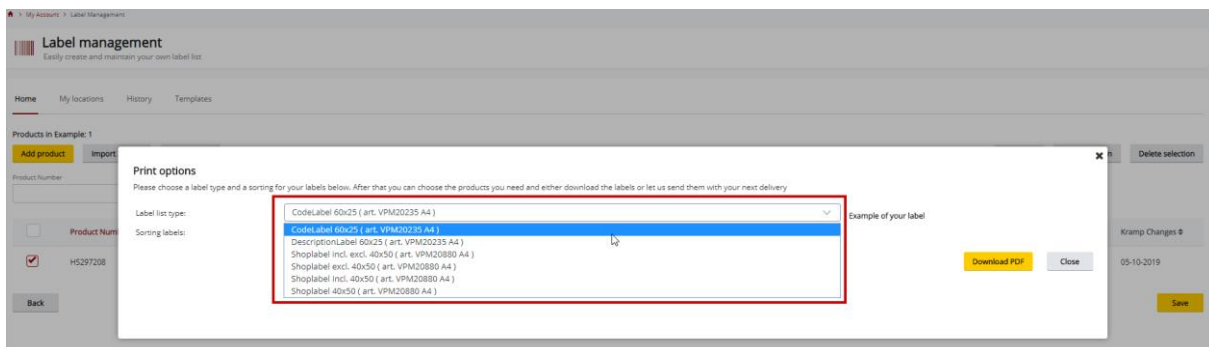 > My Account > Label Management
Label management
Easily create and maintain your own label list
Home My locations History Templates
Products in Example: 1
Add product Import Delete selection
Product Number
Print options
Please choose a label type and a sorting for your labels below. After that you can choose the products you need and either download the labels or let us send them with your next delivery
Label list type: CodeLabel 60x25 ( art. VPM20235 A4 ) Example of your label
Sorting labels:
CodeLabel 60x25 ( art. VPM20235 A4 )
DescriptionLabel 60x25 ( art. VPM20235 A4 )
Shoplabel incl. excl. 40x50 ( art. VPM20880 A4 )
Shoplabel excl. 40x50 ( art. VPM20880 A4 )
Shoplabel incl. 40x50 ( art. VPM20880 A4 )
Shoplabel 40x50 ( art. VPM20880 A4 )
Product Num Kramp Changes
H5297208 05-10-2019
Download PDF Close
Back Save